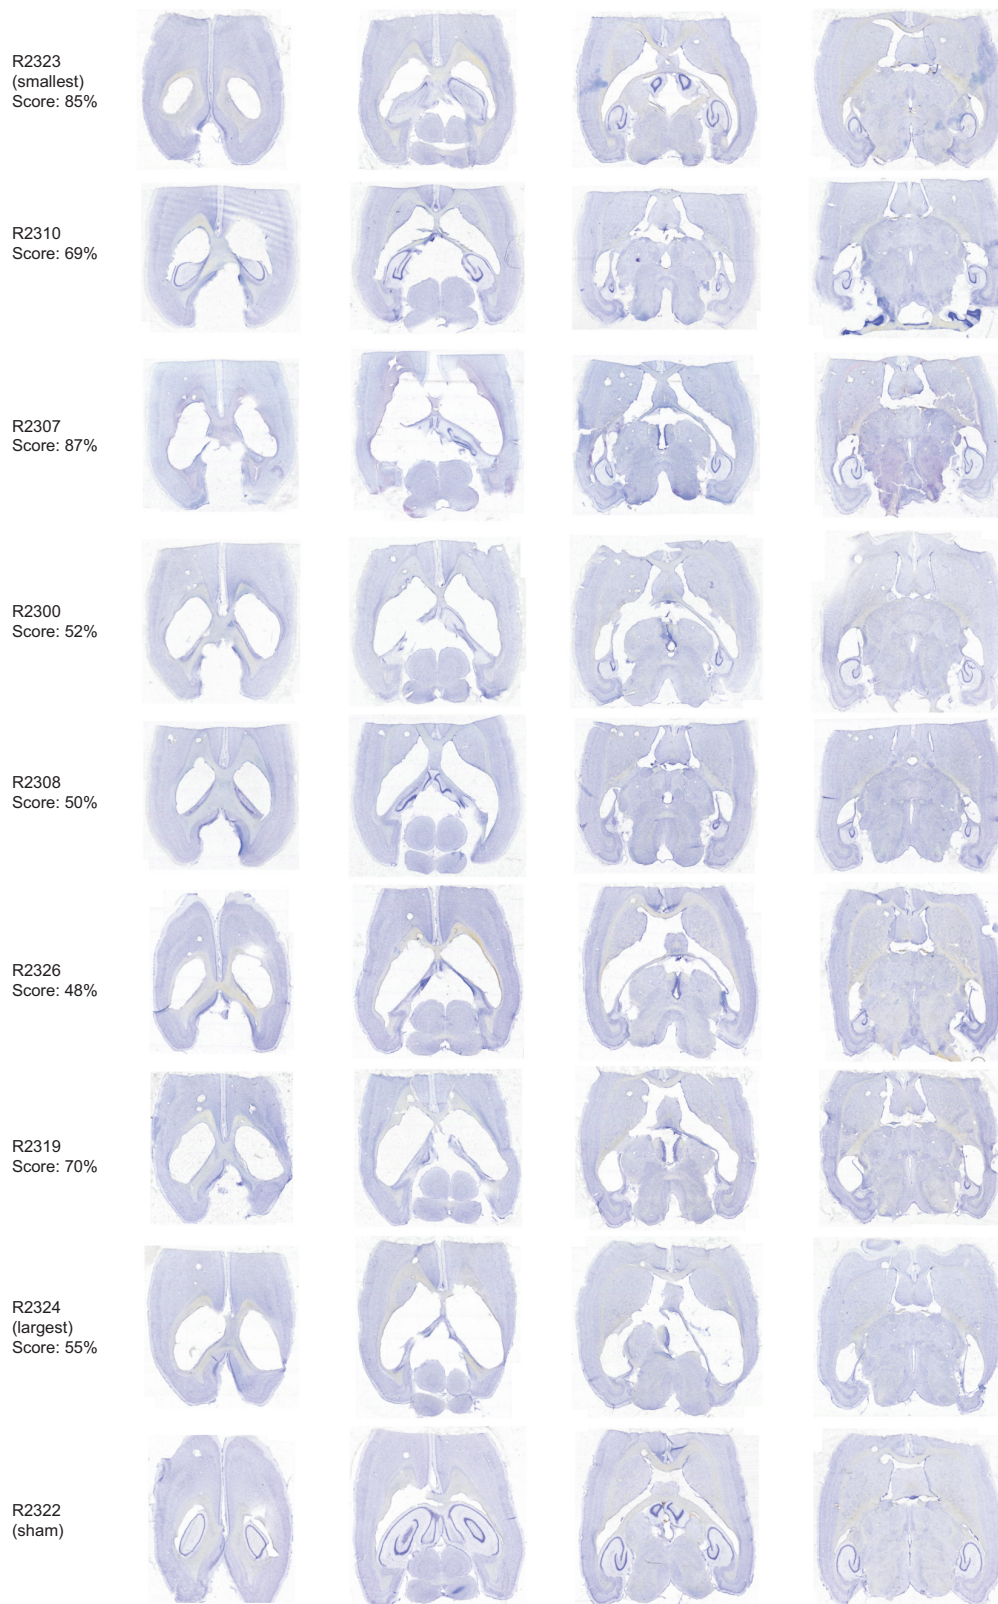 R2323
(smallest)
Score: 85%
R2310
Score: 69%
R2307
Score: 87%
R2300
Score: 52%
R2308
Score: 50%
R2326
Score: 48%
R2319
Score: 70%
R2324
(largest)
Score: 55%
R2322
(sham)